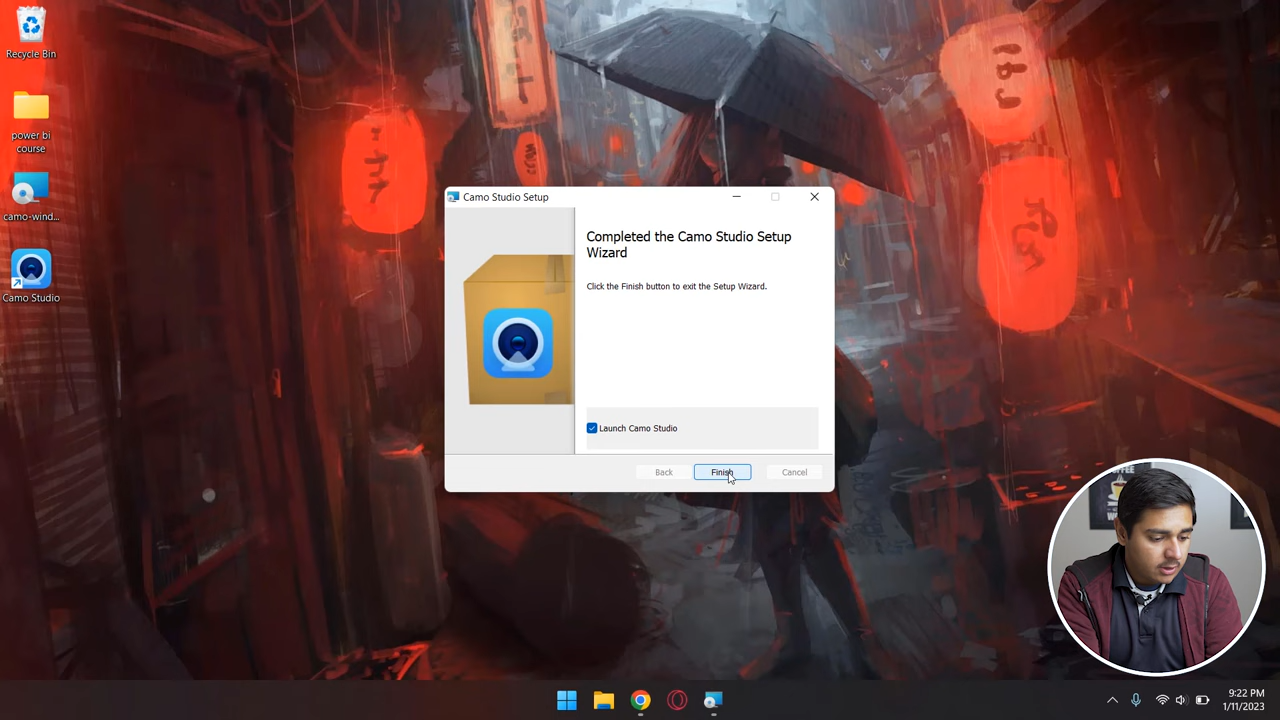 Recycle Bin
power bi
course
camo-wind...
Camo Studio
Camo Studio Setup
Completed the Camo Studio Setup
Wizard
Click the Finish button to exit the Setup Wizard.
Launch Camo Studio
Back
Finish
Cancel
COFFEE
9:22 PM
1/11/2023